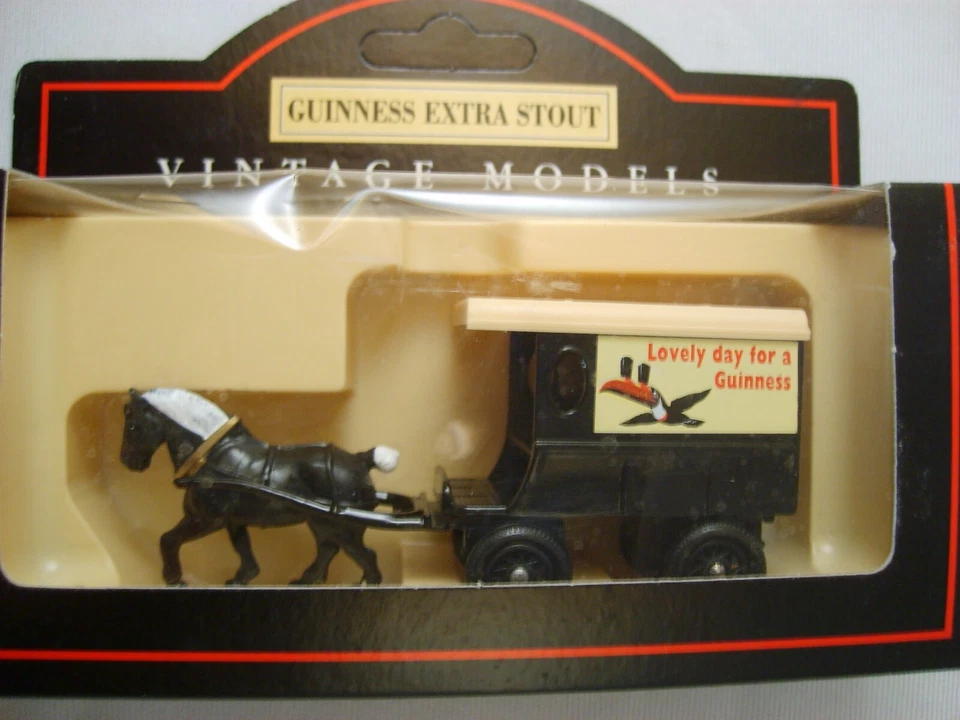 GUINNESS EXTRA STOUT
VINTAGE MODELS
Lovely day for a
Guinness